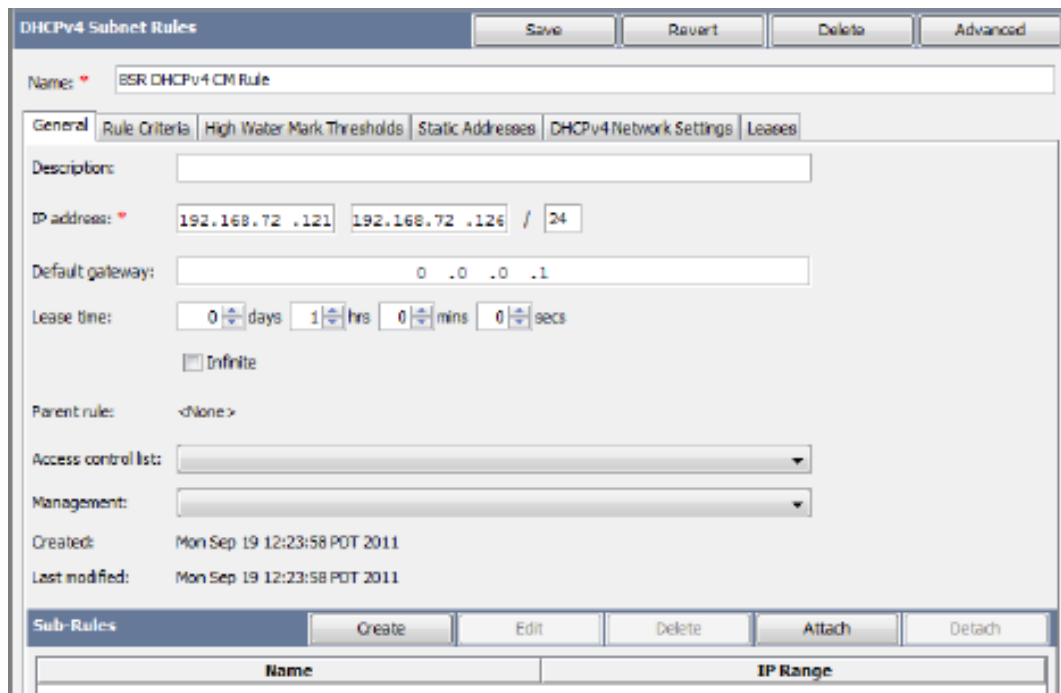 DHCPv4 Subnet Rules Save Revert Delete Advanced
Name: * BSR DHCPv4 CM Rule
General Rule Criteria High Water Mark Thresholds Static Addresses DHCPv4 Network Settings Leases
Description:
IP address: * 192.168.72 .121 192.168.72 .126 / 24
Default gateway: 0 .0 .0 .1
Lease time: 0 days 1 hrs 0 mins 0 secs
Infinite
Parent rule: <None>
Access control list:
Management:
Created: Mon Sep 19 12:23:58 PDT 2011
Last modified: Mon Sep 19 12:23:58 PDT 2011
Sub-Rules Create Edit Delete Attach Detach
Name IP Range